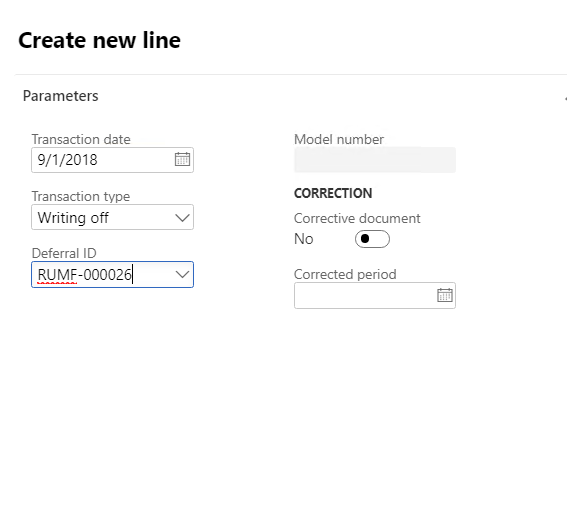 Create new line
Parameters
Transaction date
9/1/2018
Transaction type
Writing off
Deferral ID
RUMF-000026
Model number
CORRECTION
Corrective document
No
Corrected period